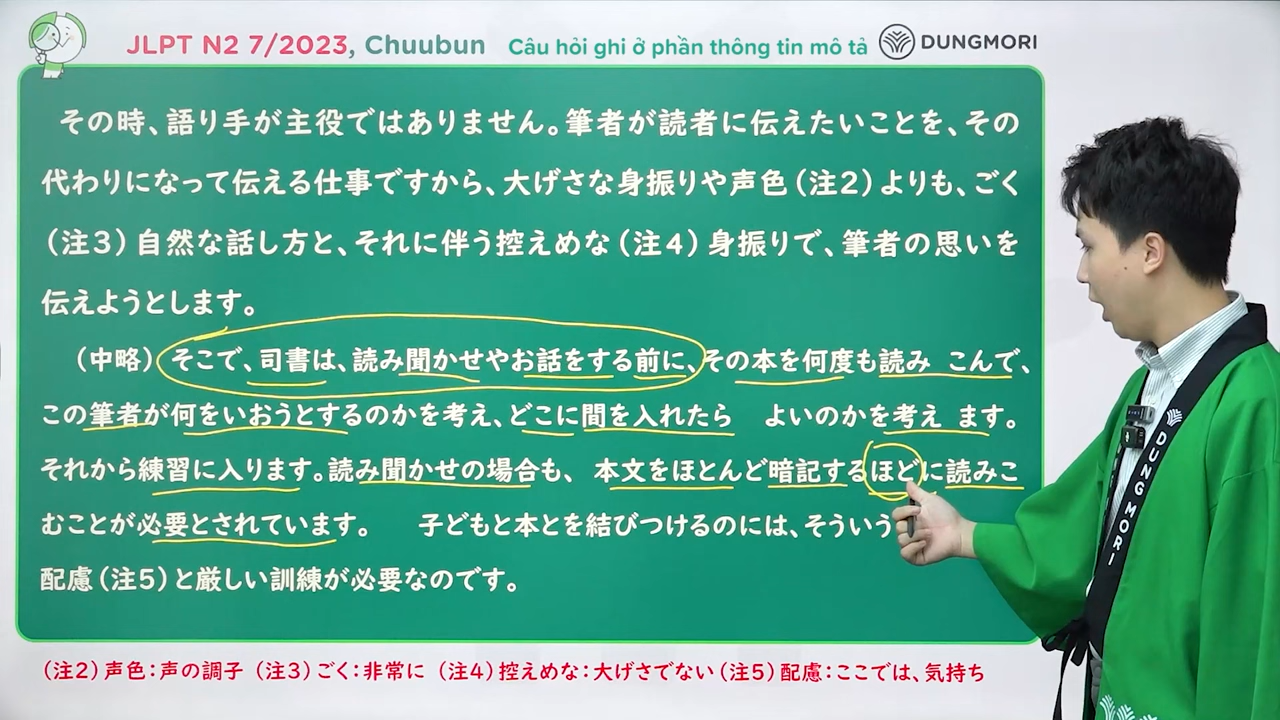 JLPT N2 7/2023, Chuubun Câu hỏi ghi ở phần thông tin mô tả DUNGMORI
その時、語り手が主役ではありません。筆者が読者に伝えたいことを、その
代わりになって伝える仕事ですから、大げさな身振りや声色(注2)よりも、ごく
(注3)自然な話し方と、それに伴う控えめな(注4)身振りで、筆者の思いを
伝えようとします。
(中略)そこで、司書は、読み聞かせやお話をする前に、その本を何度も読み こんで、
この筆者が何をいおうとするのかを考え、どこに間を入れたら よいのかを考え ます。
それから練習に入ります。読み聞かせの場合も、 本文をほとんど暗記するほどに読みこ
むことが必要とされています。 子どもと本とを結びつけるのには、そういう
配慮(注5)と厳しい訓練が必要なのです。
(注2)声色:声の調子 (注3)ごく:非常に (注4)控えめな:大げさでない (注5)配慮:ここでは、気持ち
DUNGMORI